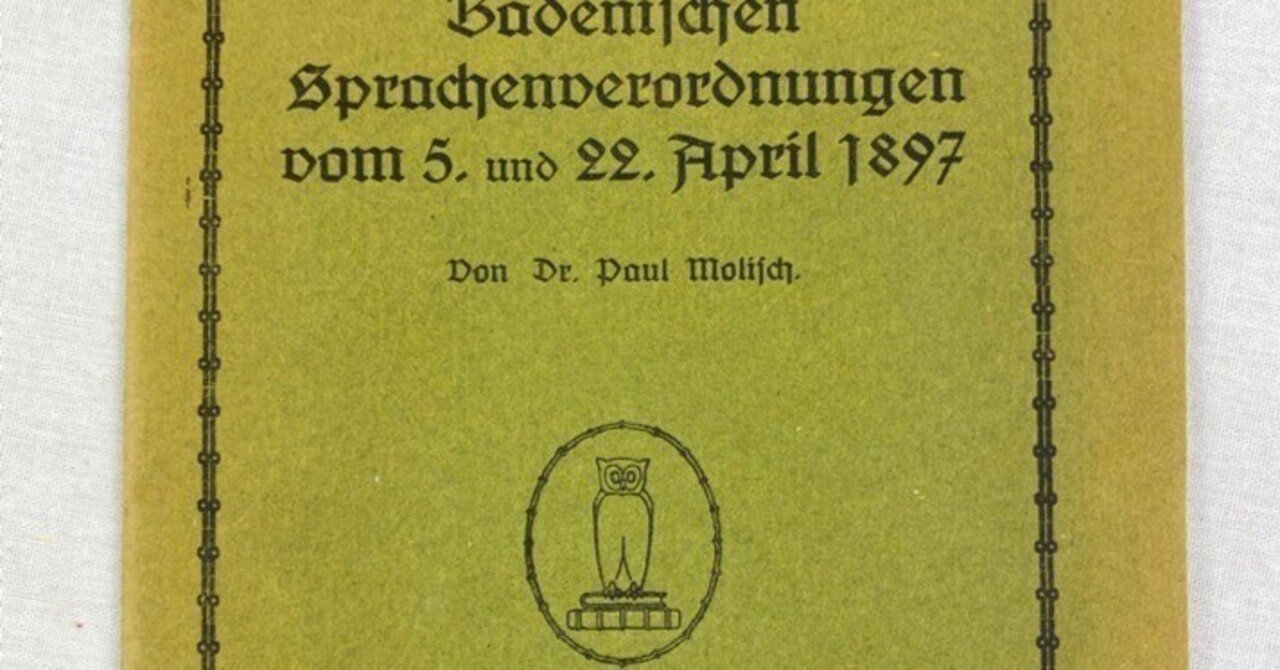 Badenischen
Sprachenverordnungen
vom 5. und 22. April 1897
Von Dr. Paul Molisch.